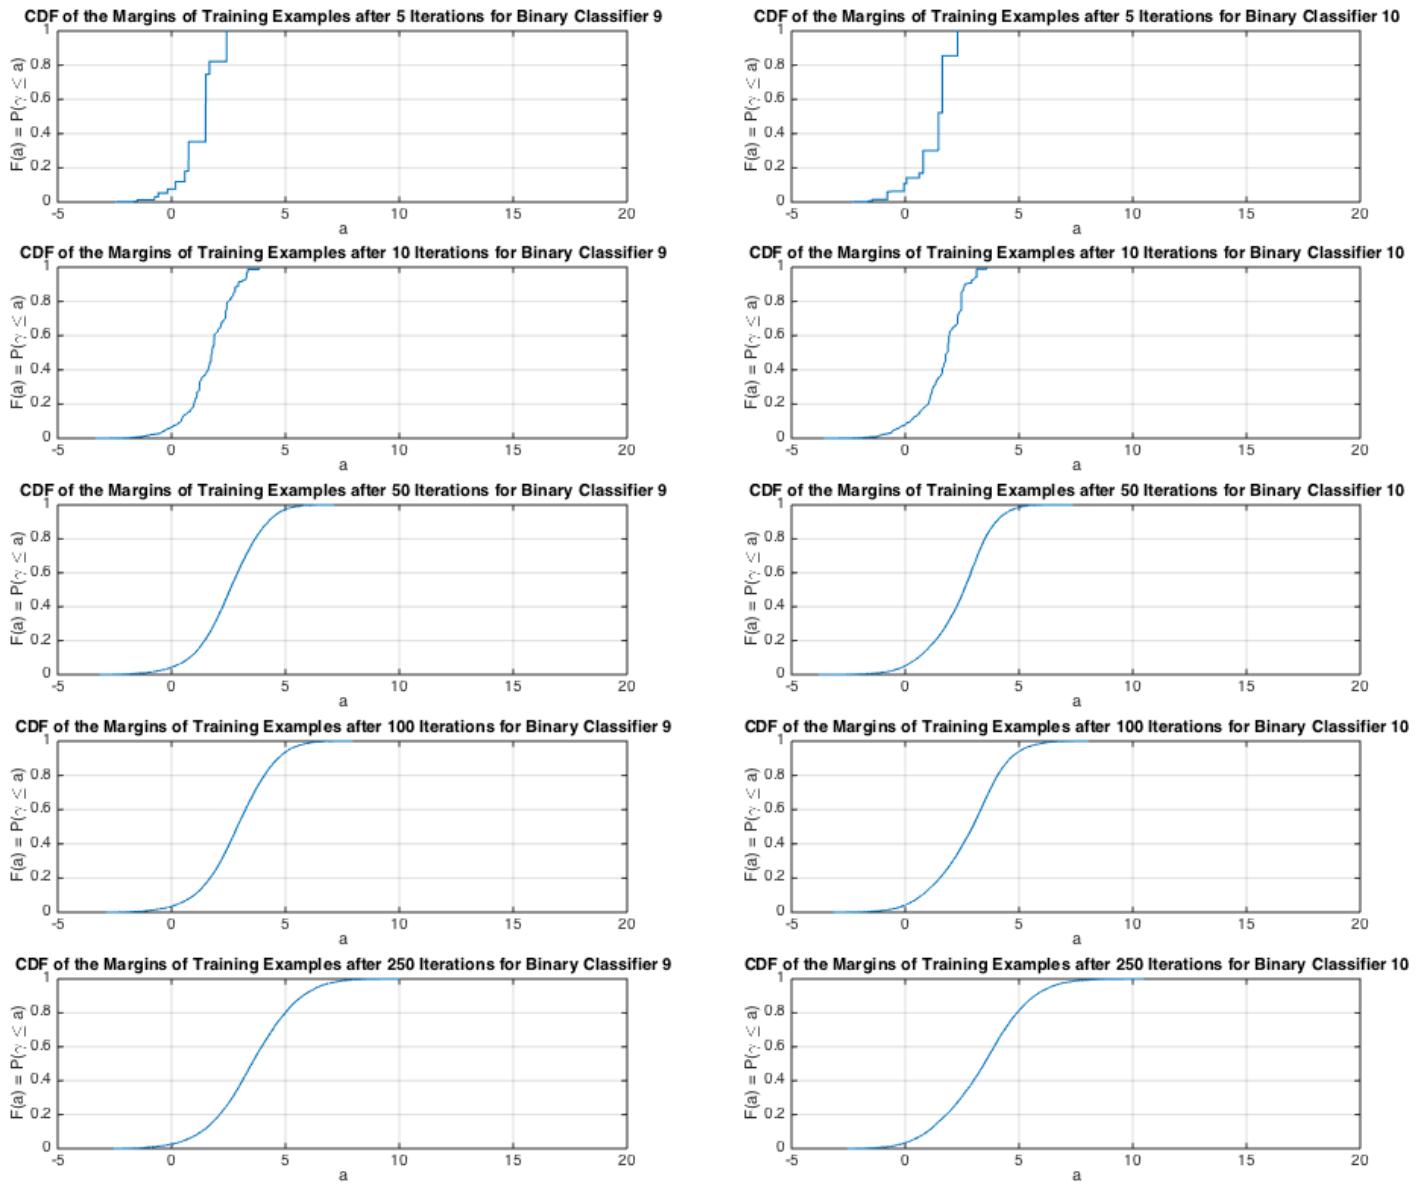 CDF of the Margins of Training Examples after 5 Iterations for Binary Classifier 9
1
0.8
0.6
0.4
0.2
0
F(a) = P(γ ≤ a)
-5 0 5 10 15 20
a
CDF of the Margins of Training Examples after 5 Iterations for Binary Classifier 10
1
0.8
0.6
0.4
0.2
0
F(a) = P(γ ≤ a)
-5 0 5 10 15 20
a
CDF of the Margins of Training Examples after 10 Iterations for Binary Classifier 9
1
0.8
0.6
0.4
0.2
0
F(a) = P(γ ≤ a)
-5 0 5 10 15 20
a
CDF of the Margins of Training Examples after 10 Iterations for Binary Classifier 10
1
0.8
0.6
0.4
0.2
0
F(a) = P(γ ≤ a)
-5 0 5 10 15 20
a
CDF of the Margins of Training Examples after 50 Iterations for Binary Classifier 9
1
0.8
0.6
0.4
0.2
0
F(a) = P(γ ≤ a)
-5 0 5 10 15 20
a
CDF of the Margins of Training Examples after 50 Iterations for Binary Classifier 10
1
0.8
0.6
0.4
0.2
0
F(a) = P(γ ≤ a)
-5 0 5 10 15 20
a
CDF of the Margins of Training Examples after 100 Iterations for Binary Classifier 9
1
0.8
0.6
0.4
0.2
0
F(a) = P(γ ≤ a)
-5 0 5 10 15 20
a
CDF of the Margins of Training Examples after 100 Iterations for Binary Classifier 10
1
0.8
0.6
0.4
0.2
0
F(a) = P(γ ≤ a)
-5 0 5 10 15 20
a
CDF of the Margins of Training Examples after 250 Iterations for Binary Classifier 9
1
0.8
0.6
0.4
0.2
0
F(a) = P(γ ≤ a)
-5 0 5 10 15 20
a
CDF of the Margins of Training Examples after 250 Iterations for Binary Classifier 10
1
0.8
0.6
0.4
0.2
0
F(a) = P(γ ≤ a)
-5 0 5 10 15 20
a